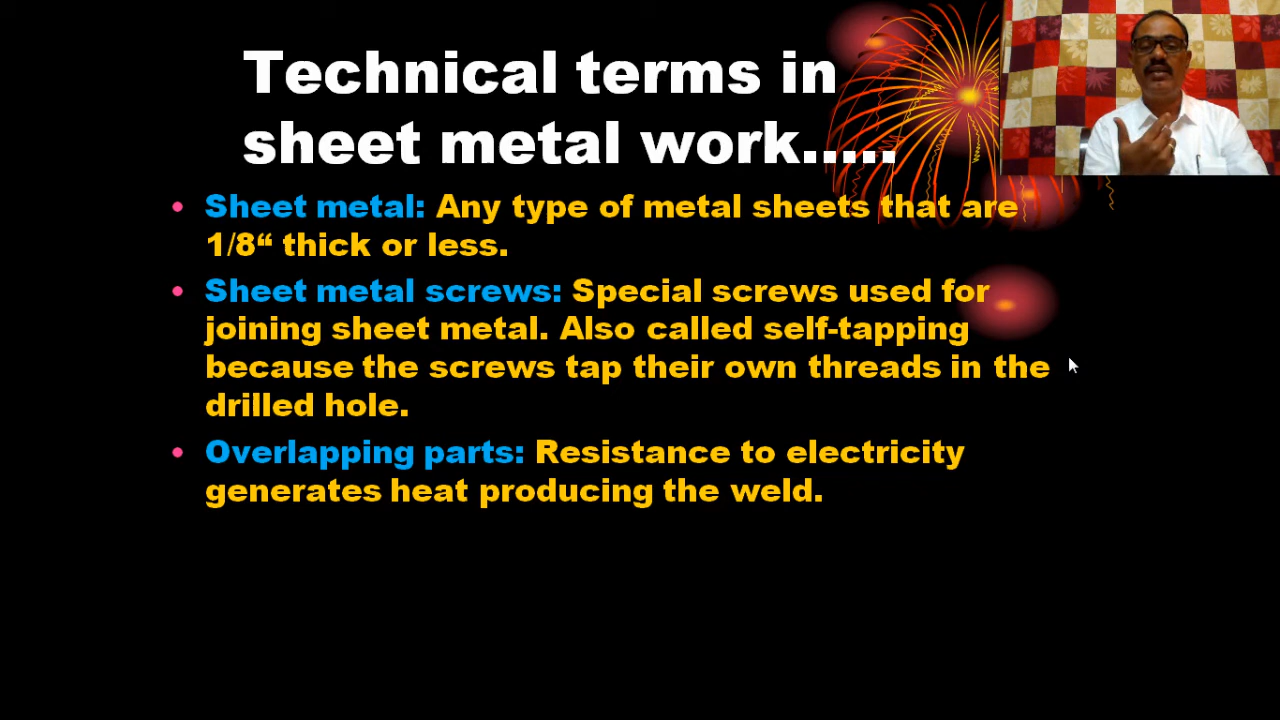 Technical terms in
sheet metal work.....
• Sheet metal: Any type of metal sheets that are
1/8“ thick or less.
• Sheet metal screws: Special screws used for
joining sheet metal. Also called self-tapping
because the screws tap their own threads in the
drilled hole.
• Overlapping parts: Resistance to electricity
generates heat producing the weld.